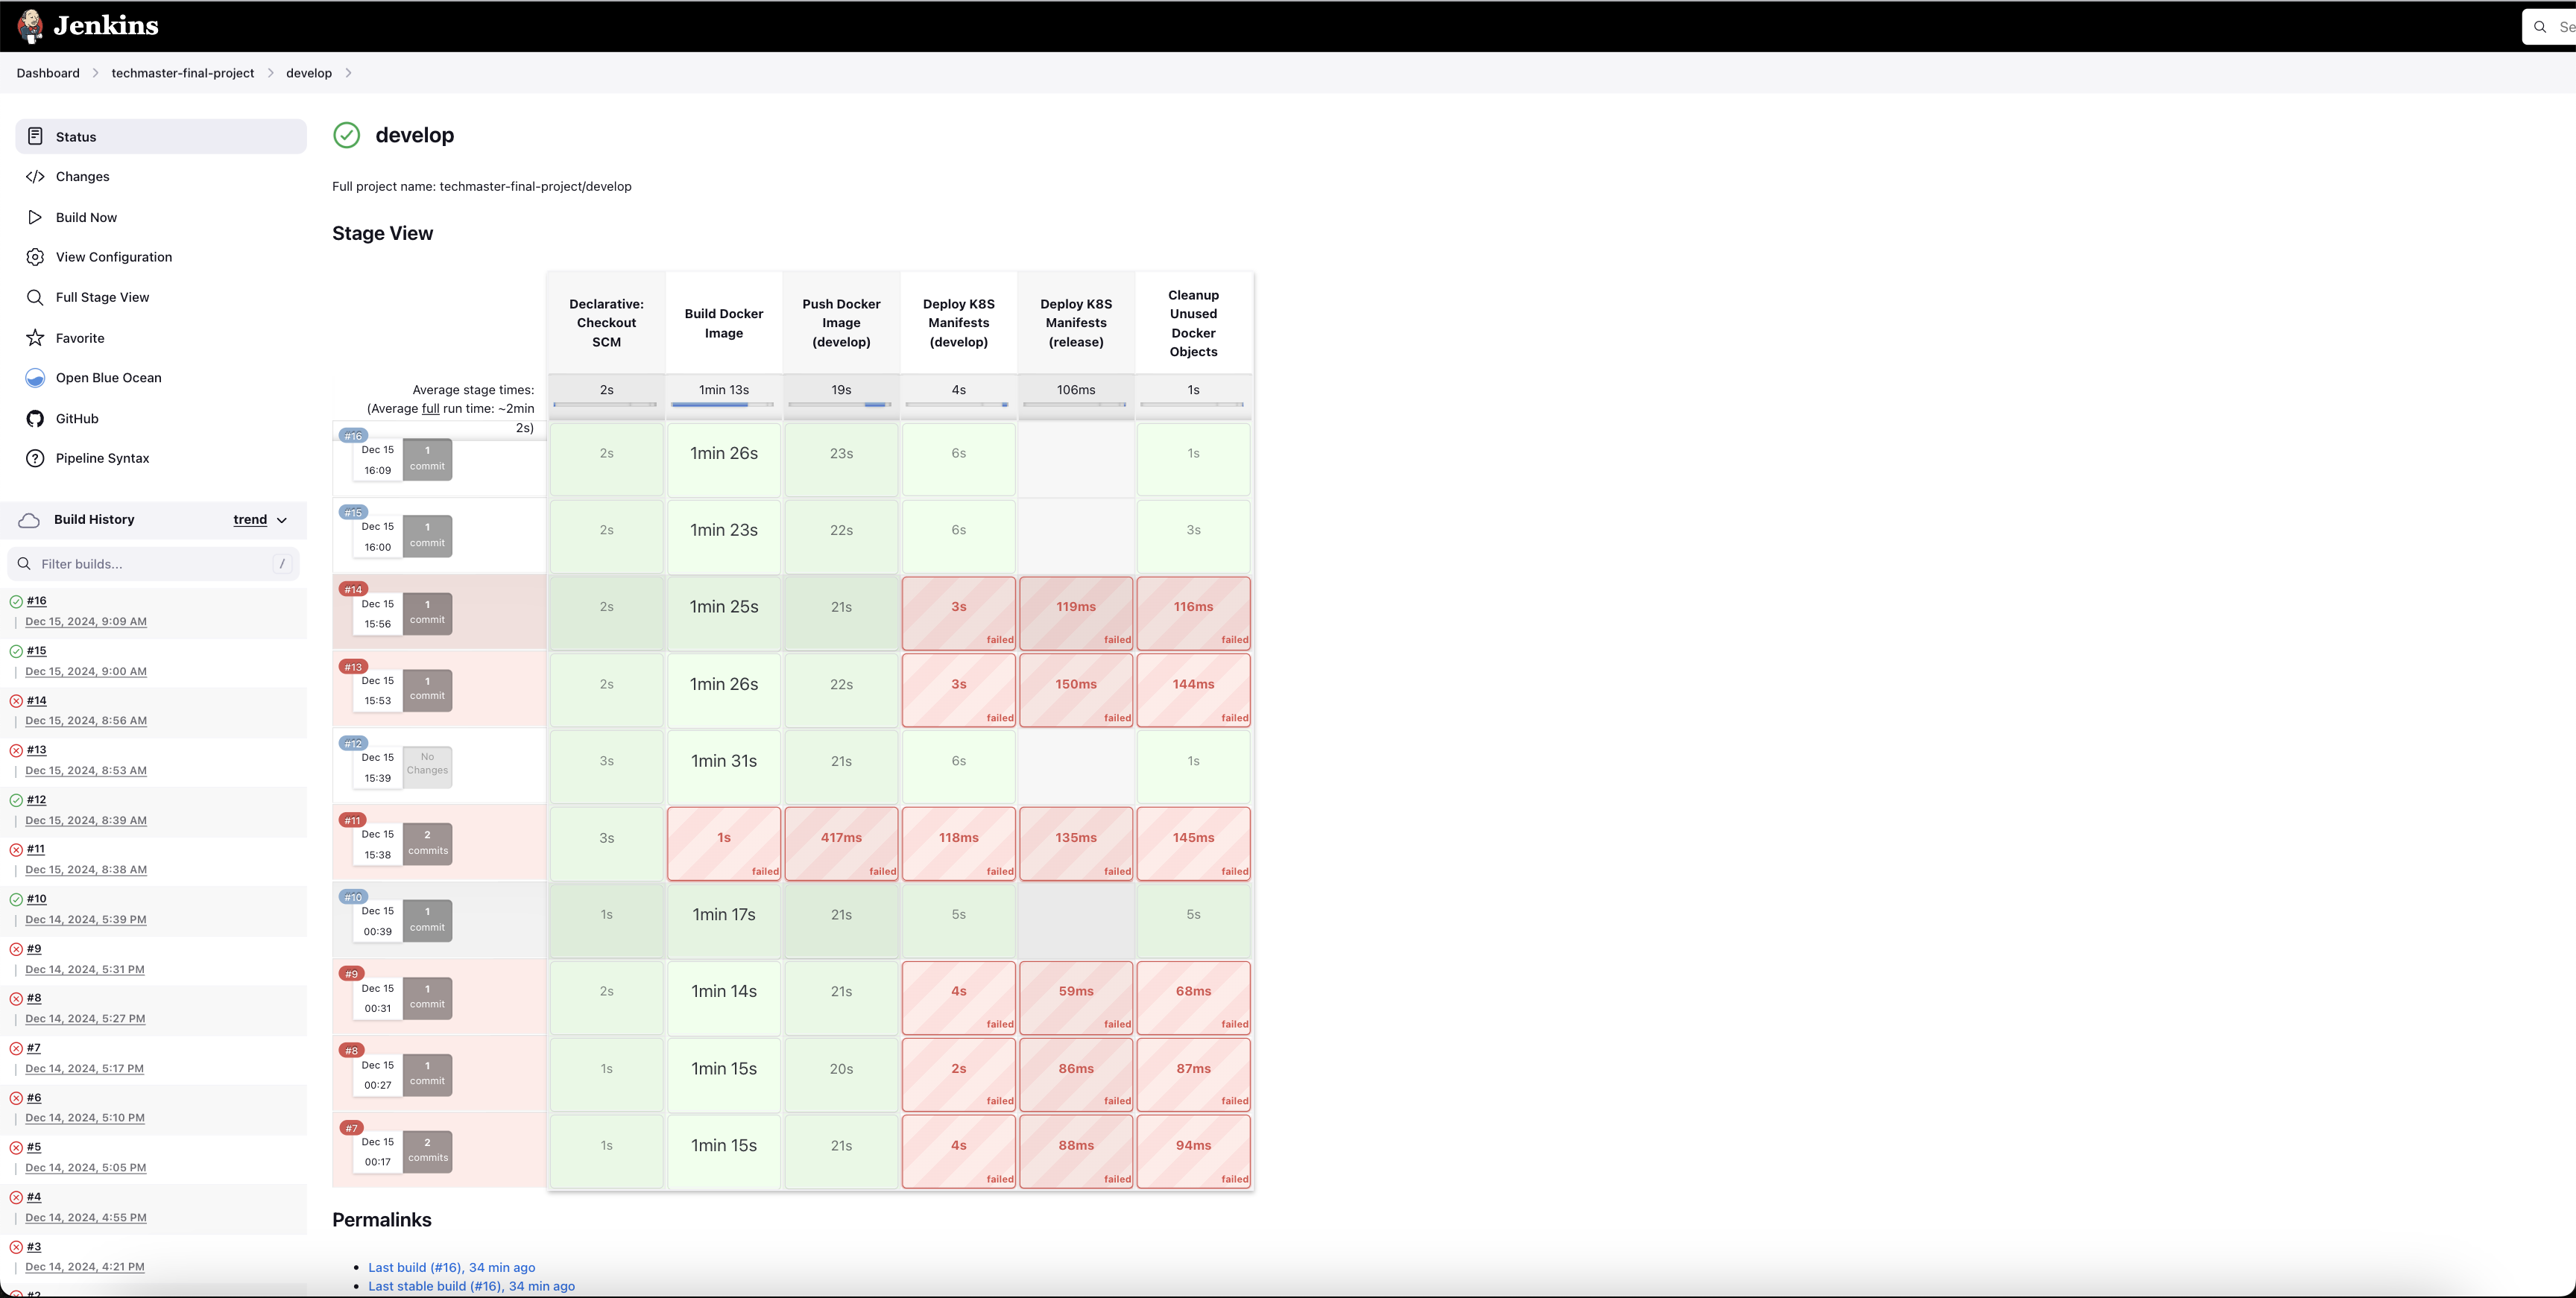 Jenkins
Se
Dashboard
techmaster-final-project
develop
Status
Changes
Build Now
View Configuration
Full Stage View
Favorite
Open Blue Ocean
GitHub
Pipeline Syntax
Build History
trend
Filter builds...
/
#16
Dec 15, 2024, 9:09 AM
#15
Dec 15, 2024, 9:00 AM
#14
Dec 15, 2024, 8:56 AM
#13
Dec 15, 2024, 8:53 AM
#12
Dec 15, 2024, 8:39 AM
#11
Dec 15, 2024, 8:38 AM
#10
Dec 14, 2024, 5:39 PM
#9
Dec 14, 2024, 5:31 PM
#8
Dec 14, 2024, 5:27 PM
#7
Dec 14, 2024, 5:17 PM
#6
Dec 14, 2024, 5:10 PM
#5
Dec 14, 2024, 5:05 PM
#4
Dec 14, 2024, 4:55 PM
#3
Dec 14, 2024, 4:21 PM
#2
develop
Full project name: techmaster-final-project/develop
Stage View
Declarative:
Checkout
SCM
Build Docker
Image
Push Docker
Image
(develop)
Deploy K8S
Manifests
(develop)
Deploy K8S
Manifests
(release)
Cleanup
Unused
Docker
Objects
Average stage times:
(Average full run time: ~2min
2s)
2s
1min 13s
19s
4s
106ms
1s
#16
Dec 15
16:09
1
commit
2s
1min 26s
23s
6s
1s
#15
Dec 15
16:00
1
commit
2s
1min 23s
22s
6s
3s
#14
Dec 15
15:56
1
commit
2s
1min 25s
21s
3s
failed
119ms
failed
116ms
failed
#13
Dec 15
15:53
1
commit
2s
1min 26s
22s
3s
failed
150ms
failed
144ms
failed
#12
Dec 15
15:39
No
Changes
3s
1min 31s
21s
6s
1s
#11
Dec 15
15:38
2
commits
3s
1s
failed
417ms
failed
118ms
failed
135ms
failed
145ms
failed
#10
Dec 15
00:39
1
commit
1s
1min 17s
21s
5s
5s
#9
Dec 15
00:31
1
commit
2s
1min 14s
21s
4s
failed
59ms
failed
68ms
failed
#8
Dec 15
00:27
1
commit
1s
1min 15s
20s
2s
failed
86ms
failed
87ms
failed
#7
Dec 15
00:17
2
commits
1s
1min 15s
21s
4s
failed
88ms
failed
94ms
failed
Permalinks
Last build (#16), 34 min ago
Last stable build (#16), 34 min ago